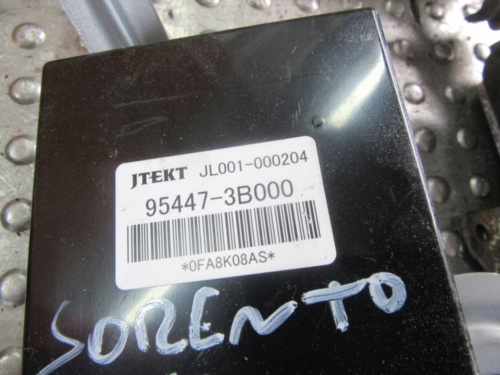 JTEKT JL001-000204
95447-3B000
*0FA8K08AS*
SORENTO